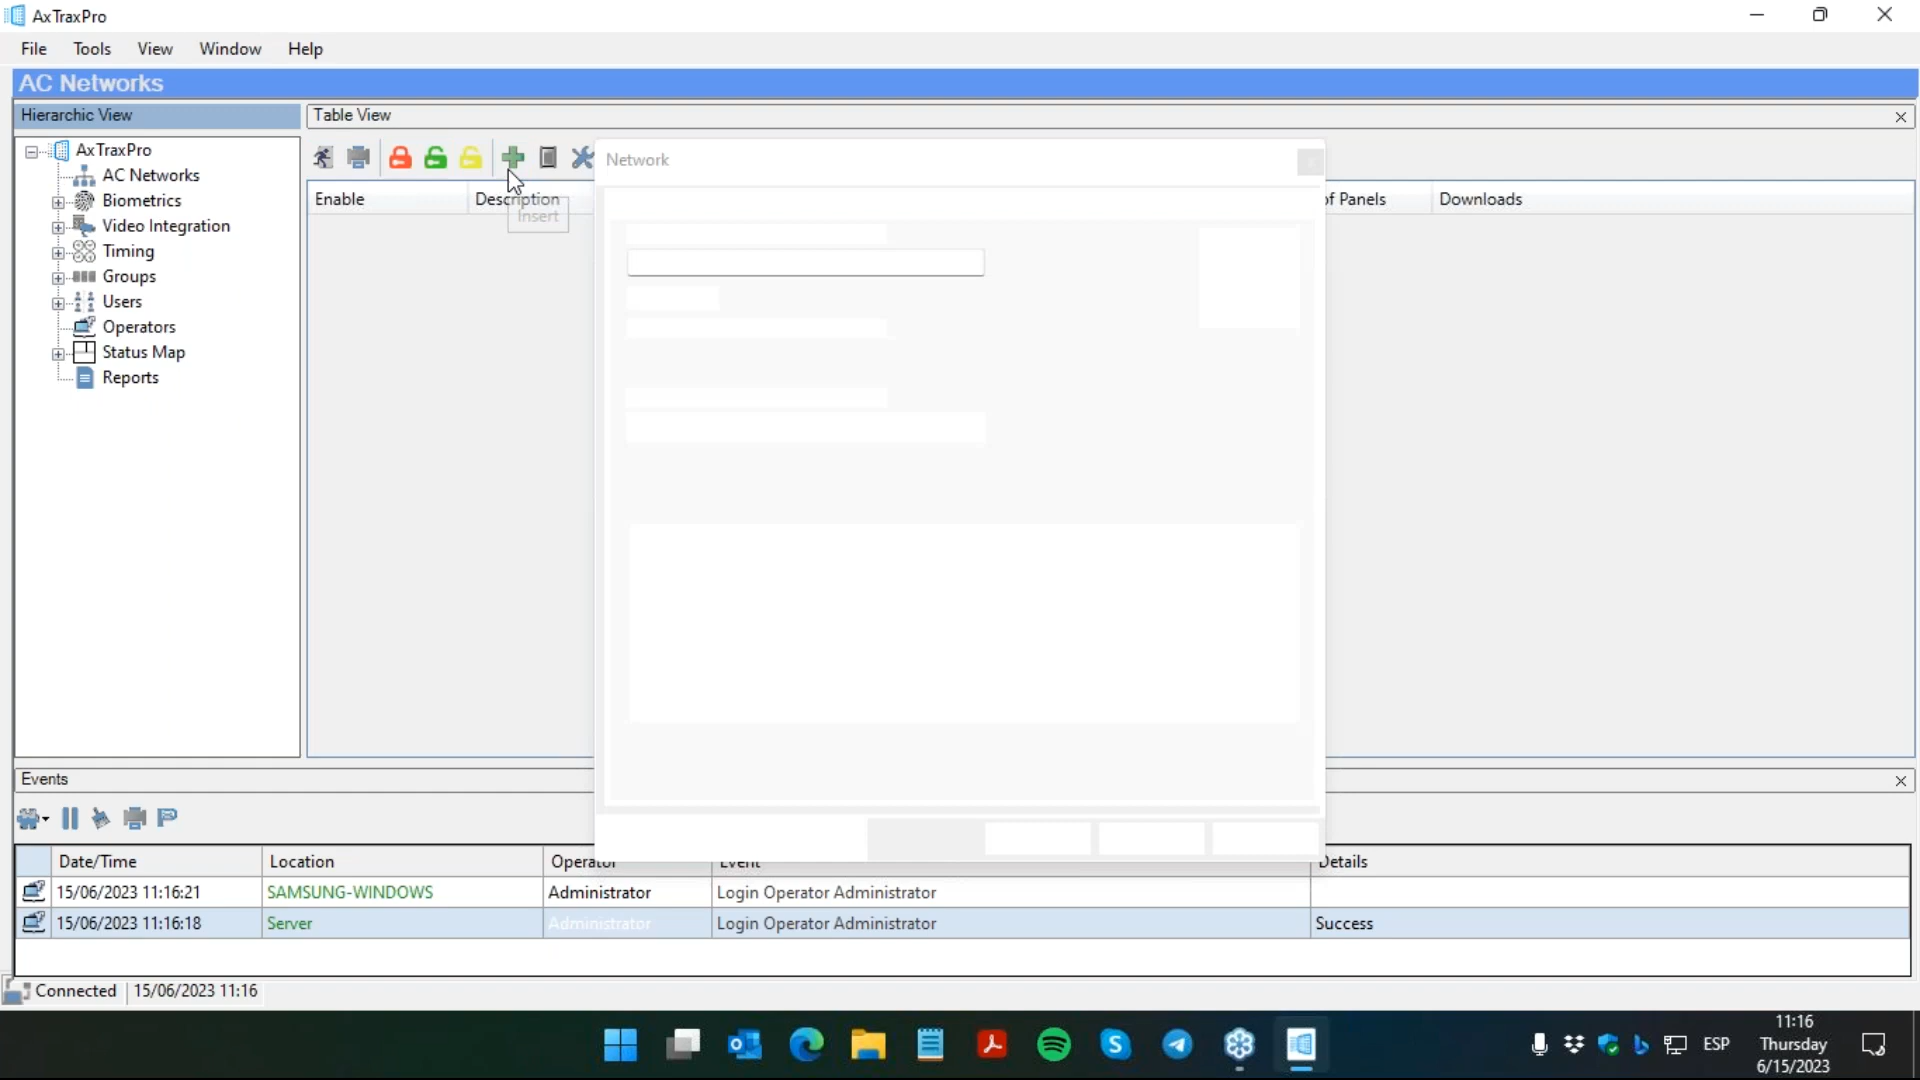 AxTraxPro
File Tools View Window Help
AC Networks
Hierarchic View
Table View
AxTraxPro
AC Networks
Biometrics
Video Integration
Timing
Groups
Users
Operators
Status Map
Reports
Network
Enable Description of Panels Downloads
Insert
Events
Date/Time Location Operator Event Details
15/06/2023 11:16:21 SAMSUNG-WINDOWS Administrator Login Operator Administrator
15/06/2023 11:16:18 Server Administrator Login Operator Administrator Success
Connected 15/06/2023 11:16
ESP
11:16
Thursday
6/15/2023